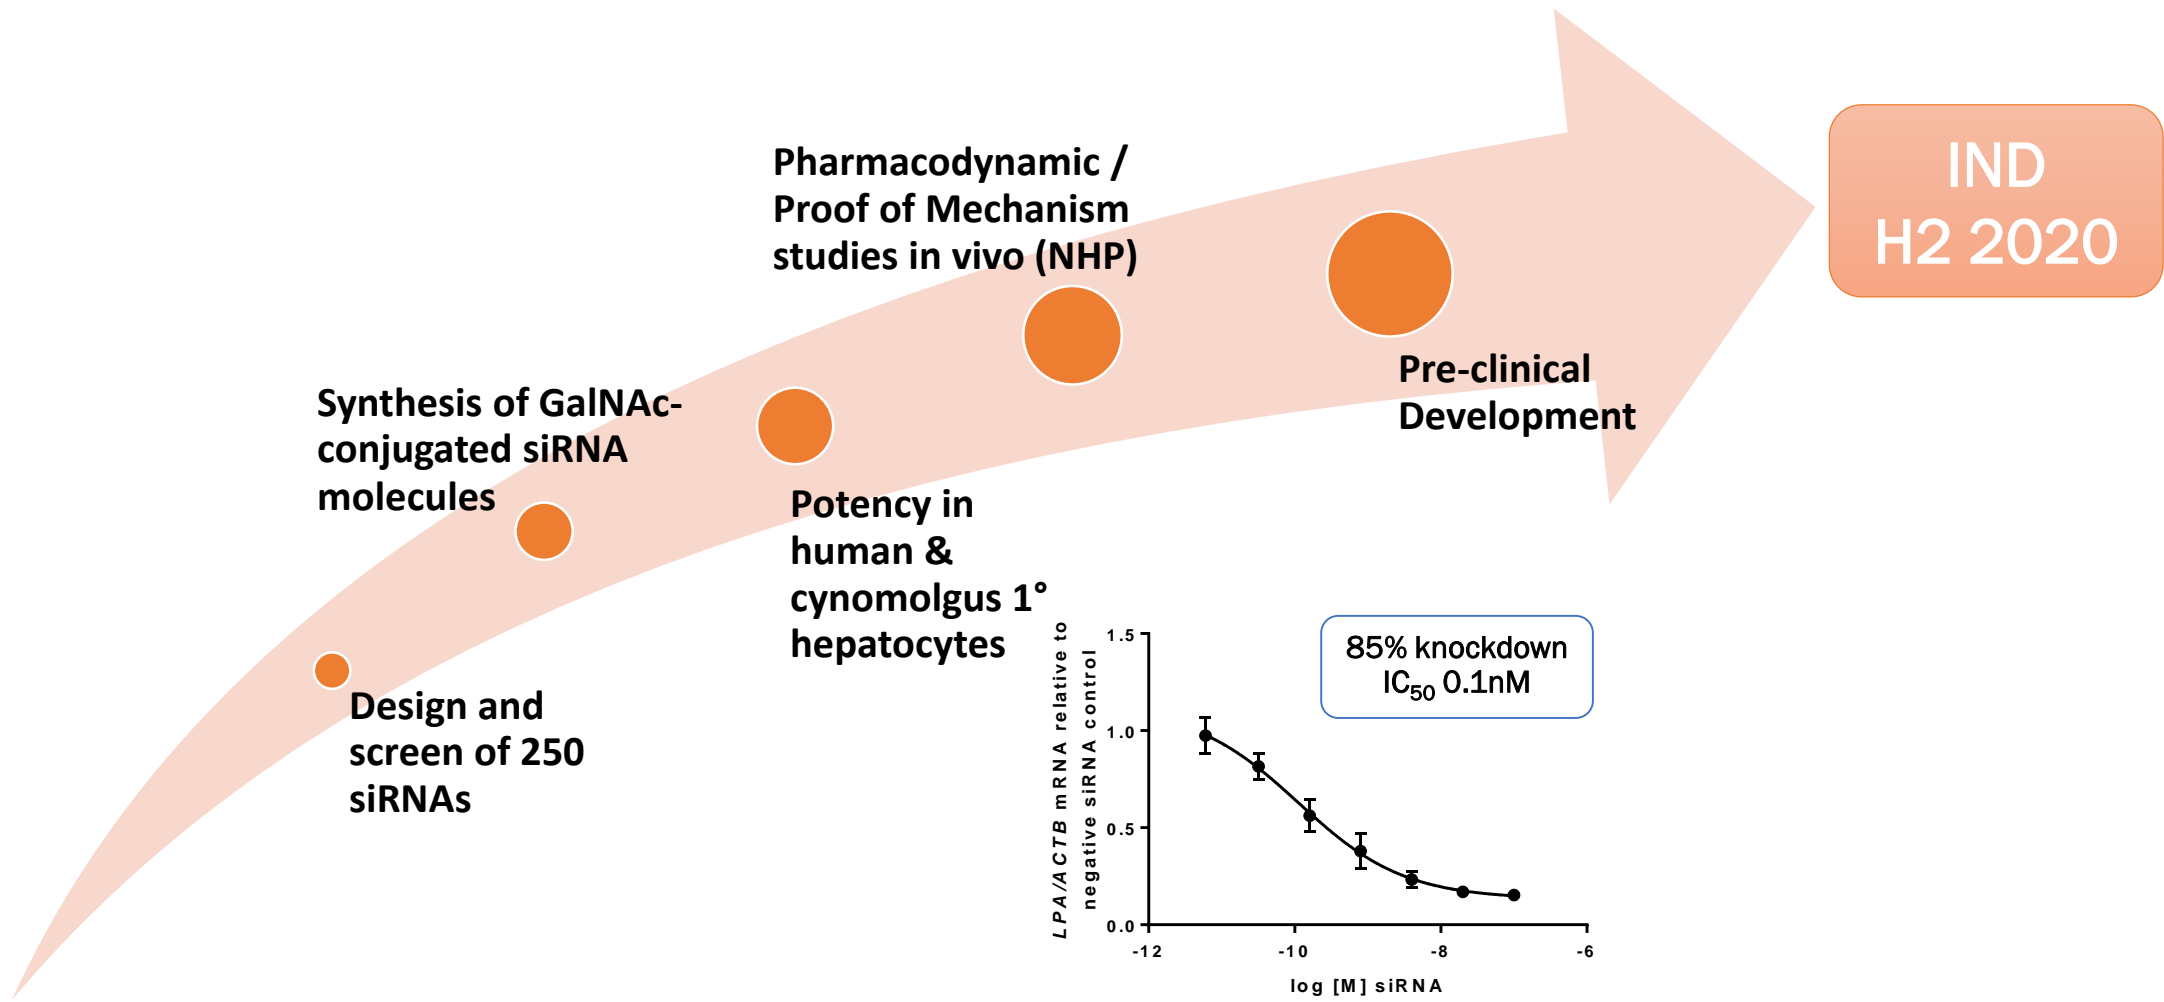 IND
H2 2020
Pharmacodynamic /
Proof of Mechanism
studies in vivo (NHP)
Pre-clinical
Development
Synthesis of GalNAc-
conjugated siRNA
molecules
Potency in
human &
cynomolgus 1°
hepatocytes
Design and
screen of 250
siRNAs
85% knockdown
IC50 0.1nM
LPA/ACTB mRNA relative to
negative siRNA control
1.5
1.0
0.5
0.0
-12 -10 -8 -6
log [M] siRNA